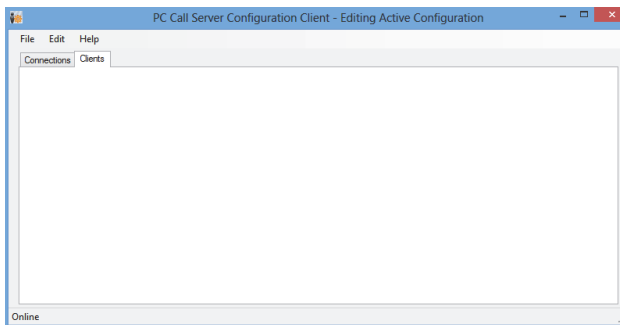 PC Call Server Configuration Client - Editing Active Configuration
File Edit Help
Connections Clients
Online